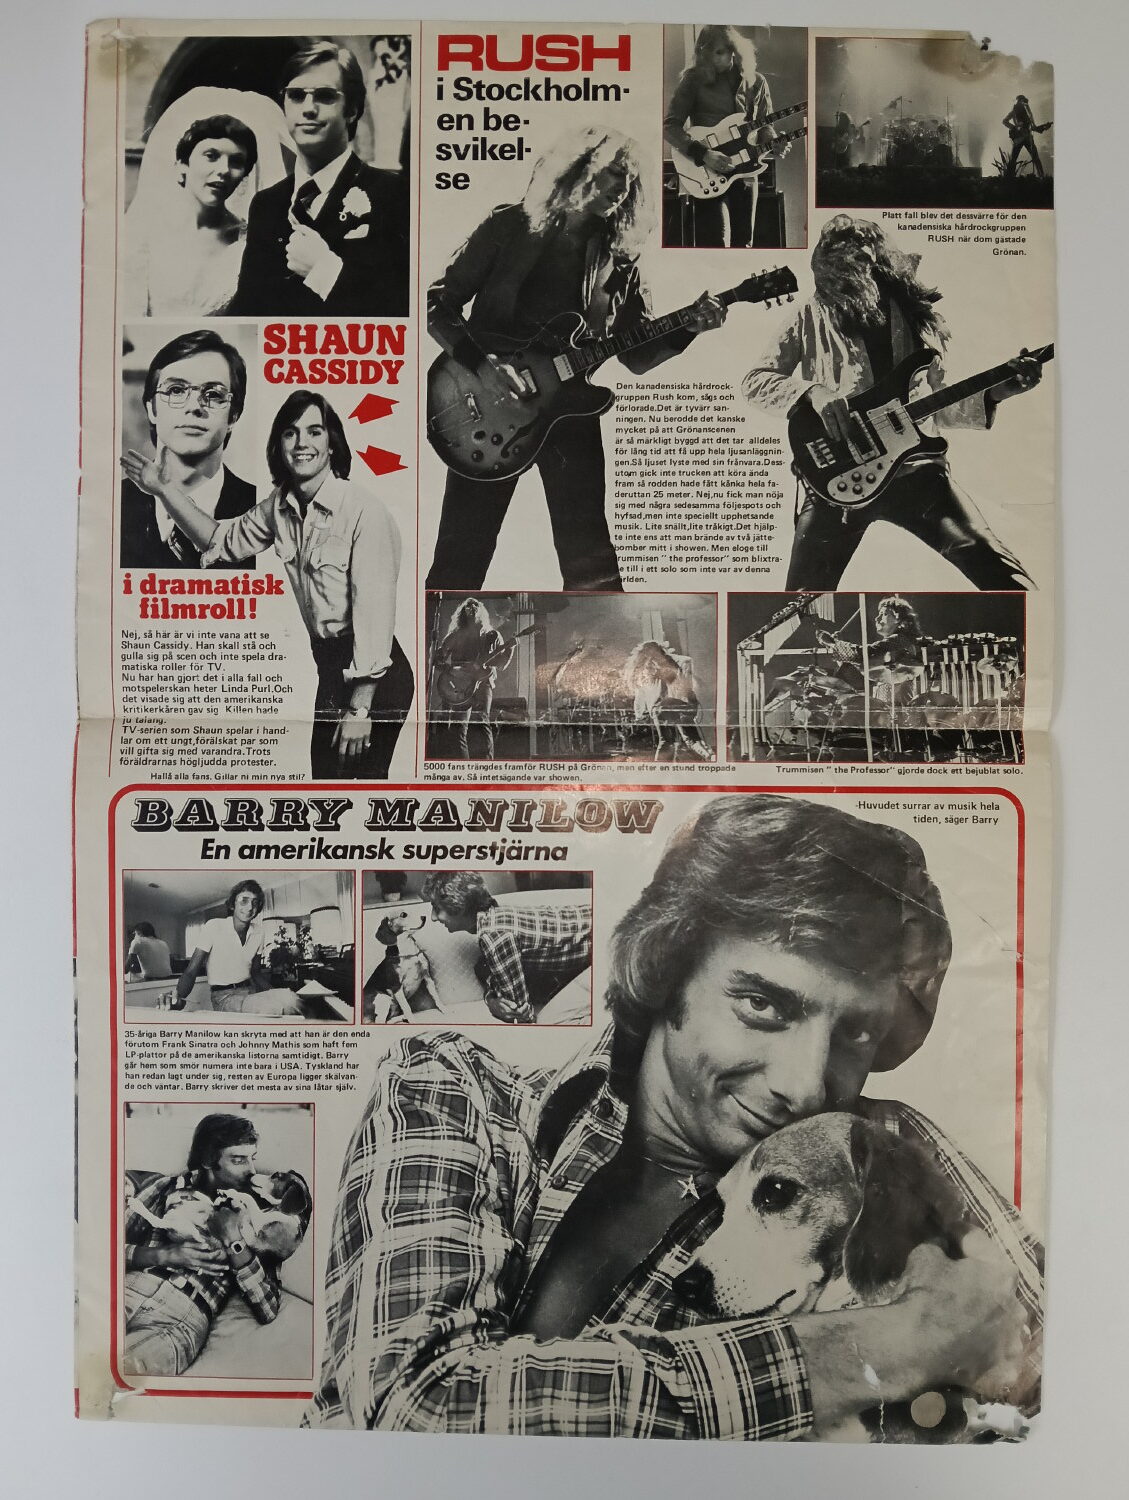 SHAUN
CASSIDY
i dramatisk
filmroll!
Nej, så här är vi inte vana att se
Shaun Cassidy. Han skall stå och
gulla sig på scen och inte spela dra-
matiska roller för TV.
Nu har han gjort det i alla fall och
motspelerskan heter Linda Purl.Och
det visade sig att den amerikanska
kritikerkåren gav sig. Killen hade
ju talang.
TV-serien som Shaun spelar i hand-
lar om ett ungt,förälskat par som
vill gifta sig med varandra.Trots
föräldrarnas högljudda protester.
Hallå alla fans. Gillar ni min nya stil?
RUSH
i Stockholm-
en be-
svikel-
se
Platt fall blev det dessvärre för den
kanadensiska hårdrockgruppen
RUSH när dom gästade
Grönan.
Den kanadensiska hårdrock-
gruppen Rush kom, sågs och
förlorade.Det är tyvärr san-
ningen. Nu berodde det kanske
mycket på att Grönanscenen
är så märkligt byggd att det tar alldeles
för lång tid att få upp hela ljusanläggnin-
gen.Så ljuset lyste med sin frånvara.Dess-
utom gick inte trucken att köra ända
fram så rodden hade fått kånka hela fa-
deruttan 25 meter. Nej,nu fick man nöja
sig med några sedesamma följespots och
hyfsad,men inte speciellt upphetsande
musik. Lite snällt,lite tråkigt.Det hjälp-
te inte ens att man brände av två jätte-
bomber mitt i showen. Men eloge till
rummisen " the professor" som blixtra-
e till i ett solo som inte var av denna
ärlden.
5000 fans trängdes framför RUSH på Grönan, men efter en stund troppade
många av. Så intetsägande var showen.
Trummisen " the Professor" gjorde dock ett bejublat solo.
BARRY MANILOW
En amerikansk superstjärna
-Huvudet surrar av musik hela
tiden, säger Barry
35-åriga Barry Manilow kan skryta med att han är den enda
förutom Frank Sinatra och Johnny Mathis som haft fem
LP-plattor på de amerikanska listorna samtidigt. Barry
går hem som smör numera inte bara i USA. Tyskland har
han redan lagt under sig, resten av Europa ligger skälvan-
de och väntar. Barry skriver det mesta av sina låtar själv.